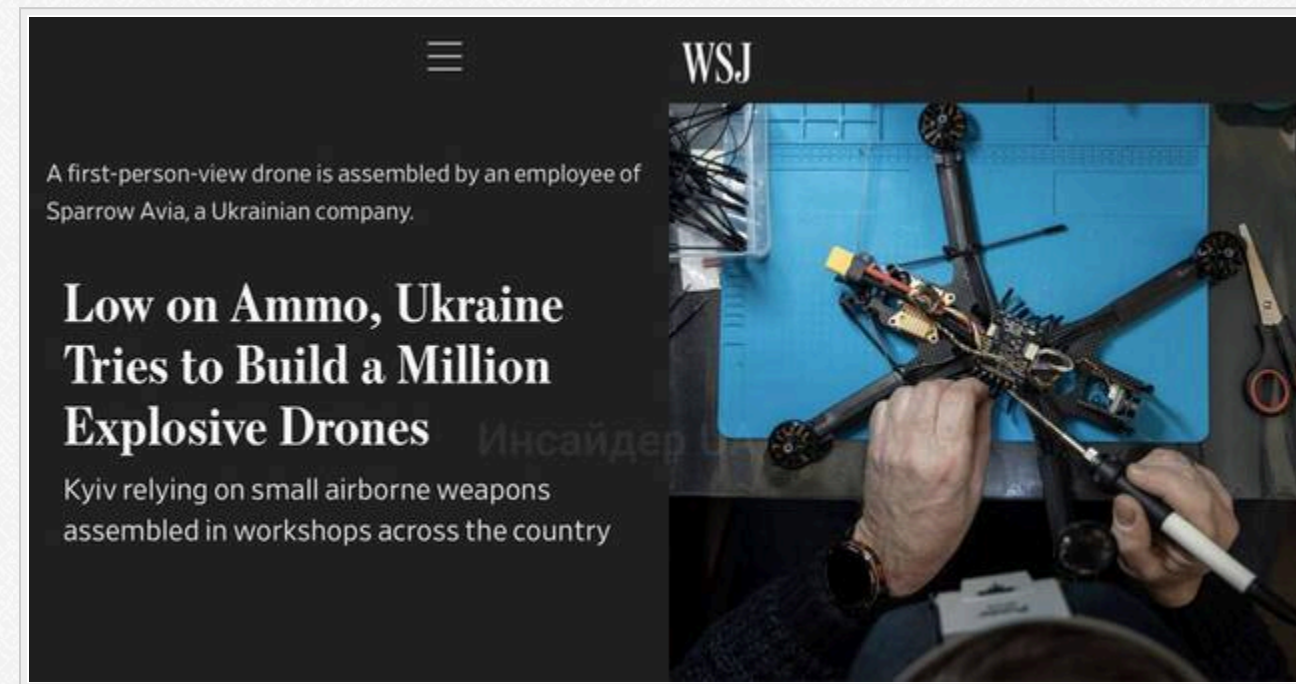 WSJ
A first-person-view drone is assembled by an employee of
Sparrow Avia, a Ukrainian company.
Low on Ammo, Ukraine
Tries to Build a Million
Explosive Drones
Инсайдер
Kyiv relying on small airborne weapons
assembled in workshops across the country